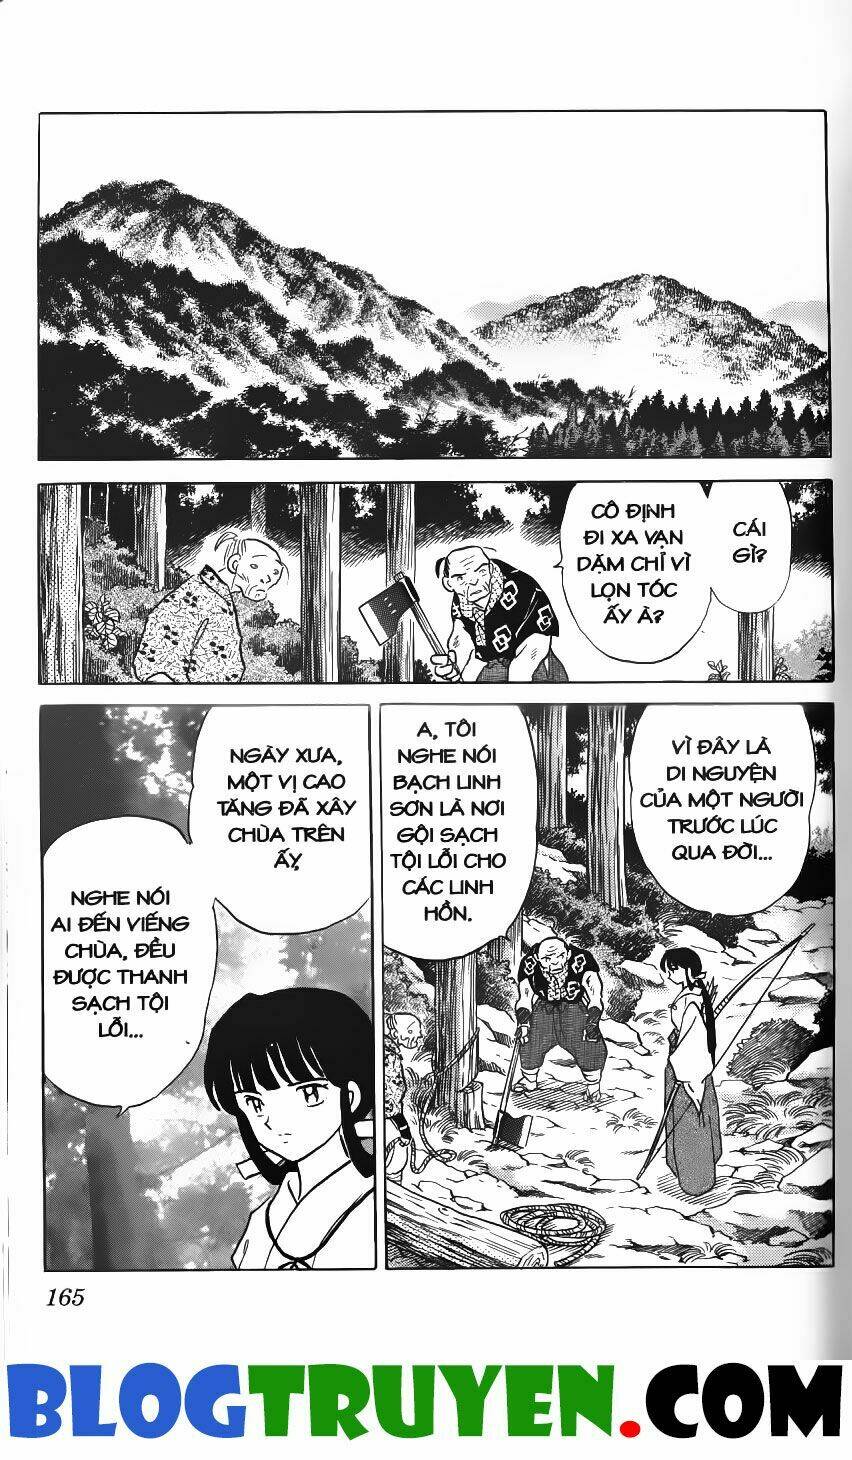 CÁI
GÌ?
CÔ ĐỊNH
ĐI XA VẠN
DẶM CHỈ VÌ
LỌN TÓC
ẤY À?
VÌ ĐÂY LÀ
DI NGUYỆN
CỦA MỘT NGƯỜI
TRƯỚC LÚC
QUA ĐỜI...
A, TÔI
NGHE NÓI
BẠCH LINH
SƠN LÀ NƠI
GỘI SẠCH
TỘI LỖI CHO
CÁC LINH
HỒN.
NGÀY XƯA,
MỘT VỊ CAO
TĂNG ĐÃ XÂY
CHÙA TRÊN
ẤY,
NGHE NÓI
AI ĐẾN VIẾNG
CHÙA, ĐỀU
ĐƯỢC THANH
SẠCH TỘI
LỖI...
165
BLOGTRUYEN.COM